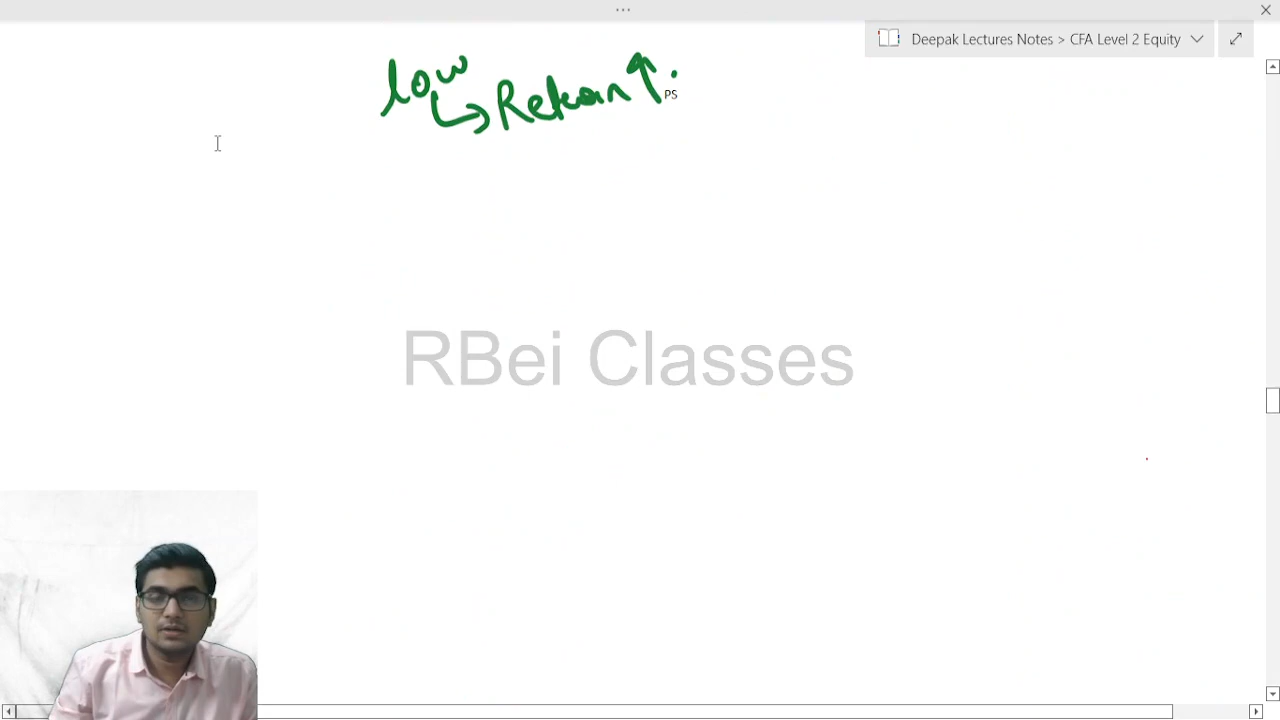 ...
Deepak Lectures Notes > CFA Level 2 Equity
low
↳ Return ↑
PS
RBei Classes